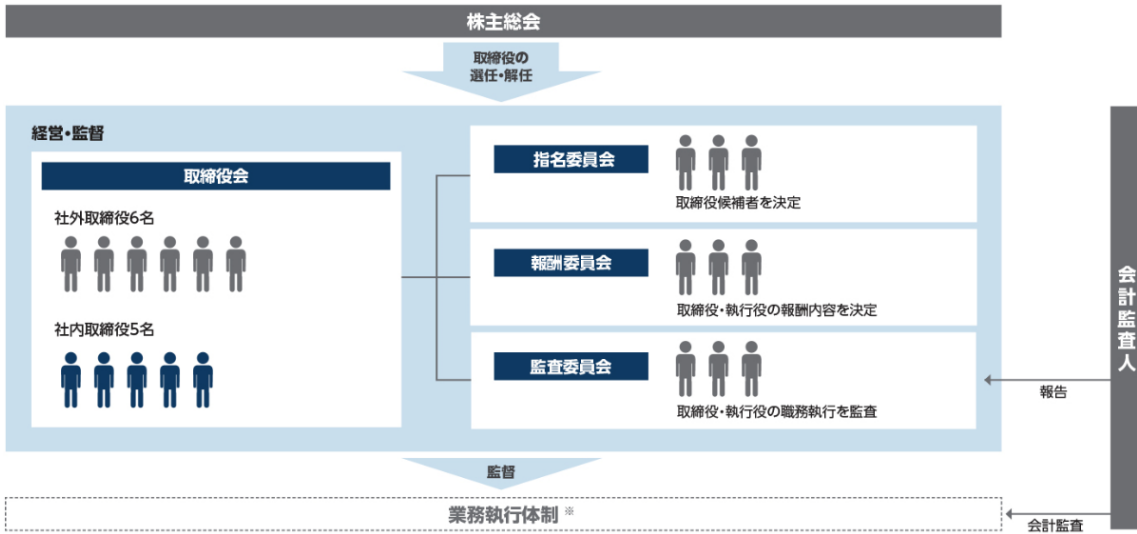 株主総会
取締役の
選任・解任
経営・監督
取締役会
社外取締役6名
社内取締役5名
指名委員会
取締役候補者を決定
報酬委員会
取締役・執行役の報酬内容を決定
監査委員会
取締役・執行役の職務執行を監査
会計監査人
報告
監督
業務執行体制※
会計監査